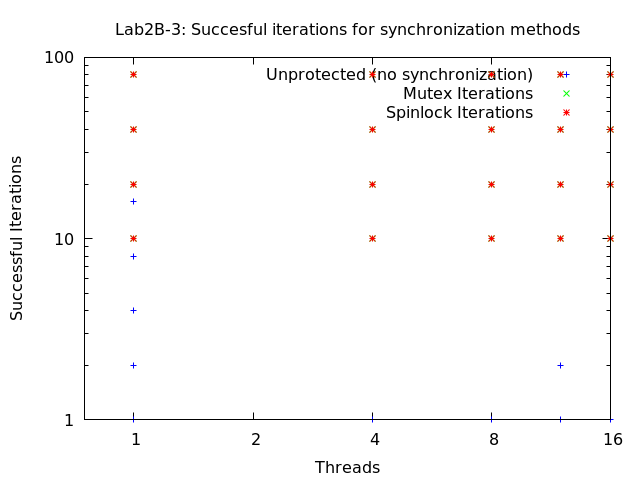 Lab2B-3: Succesful iterations for synchronization methods
100
10
1
Successful Iterations
Unprotected (no synchronization)
Mutex Iterations
Spinlock Iterations
1 2 4 8 16
Threads